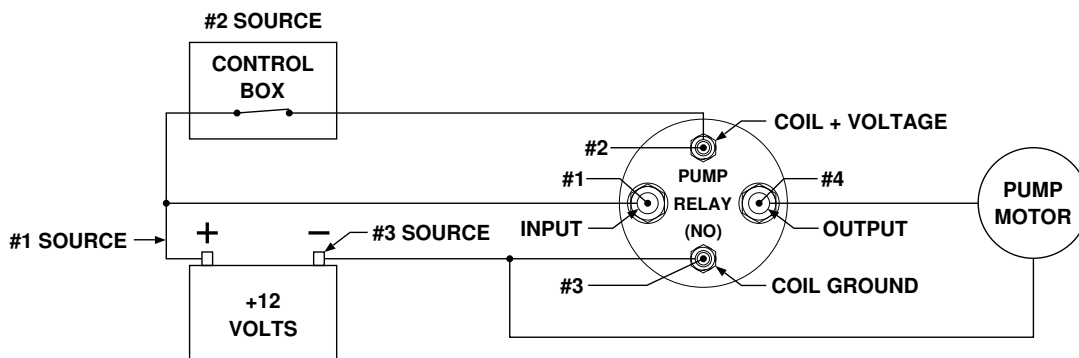 #2 SOURCE
CONTROL
BOX
COIL + VOLTAGE
#2
#1
PUMP
RELAY
(NO)
#4
INPUT
OUTPUT
PUMP
MOTOR
#1 SOURCE
+
−
#3 SOURCE
#3
COIL GROUND
+12
VOLTS